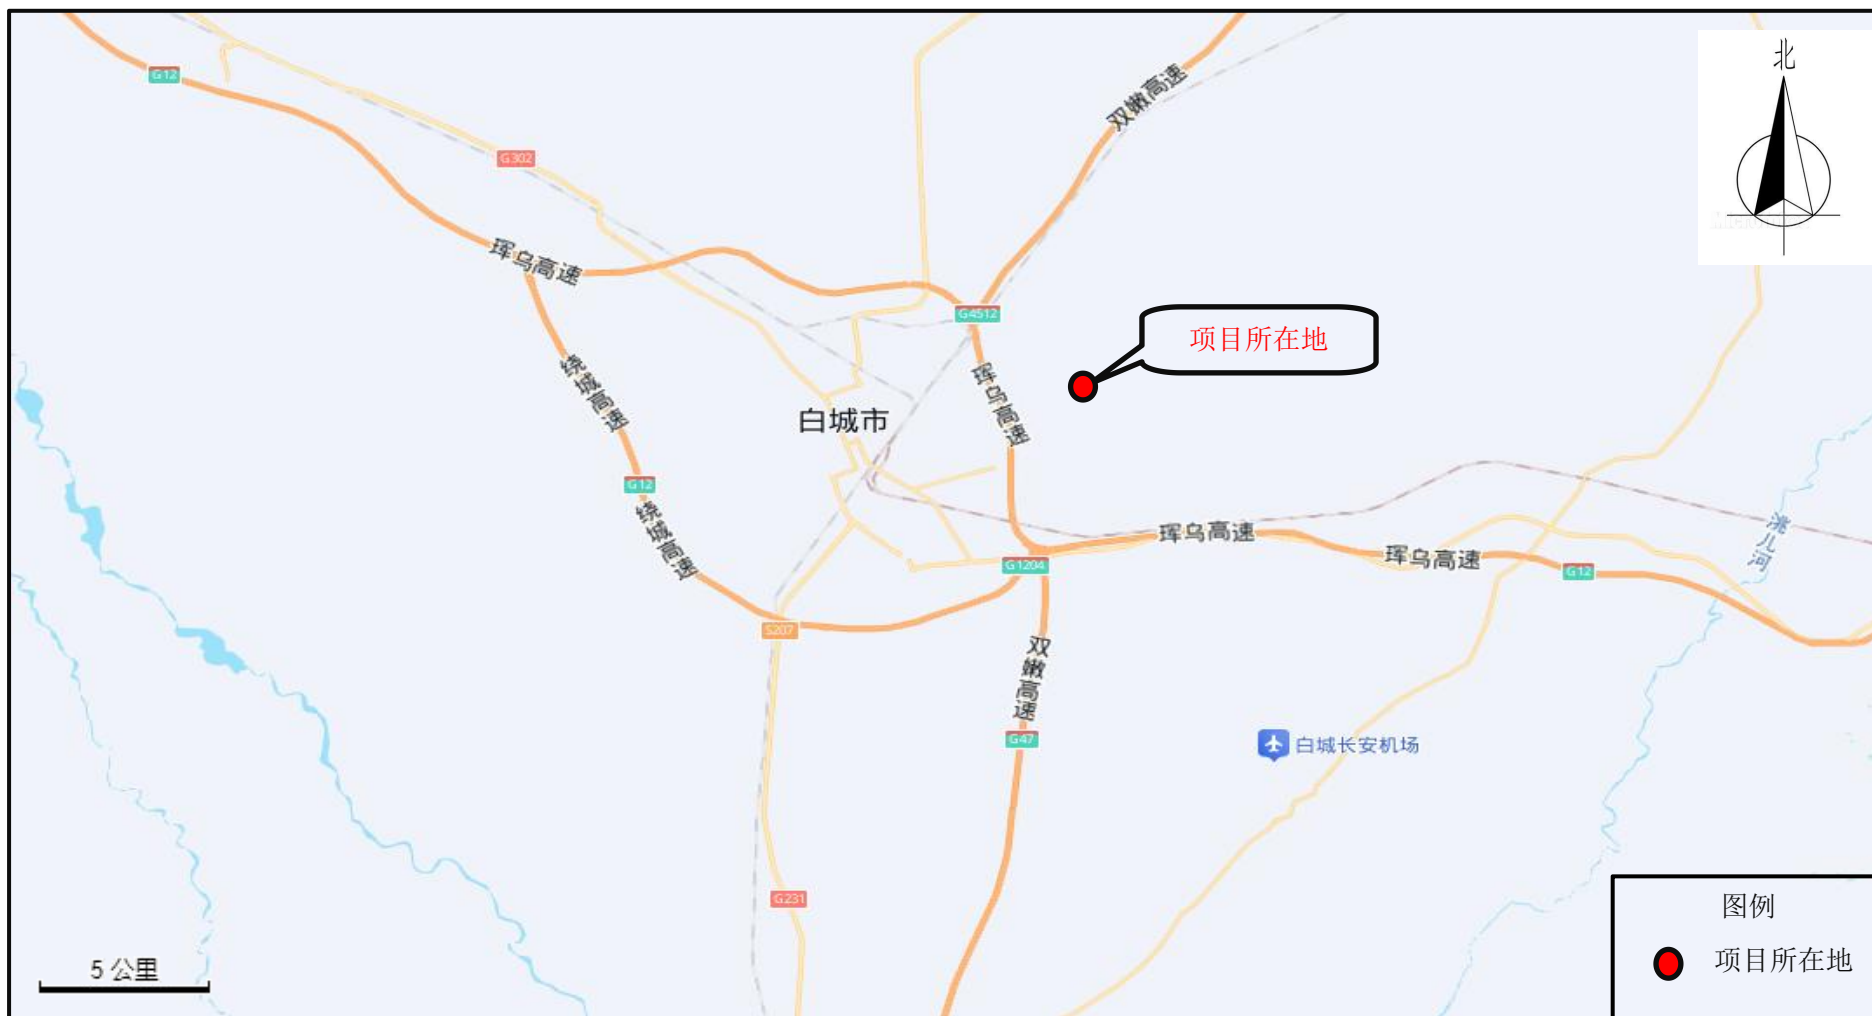 G12
双嫩高速
北
G302
珲乌高速
G4512
项目所在地
绕城高速
珲乌高速
白城市
G12
绕城高速
珲乌高速
珲乌高速
洮儿河
G1204
G12
S207
双嫩高速
G47
白城长安机场
G231
图例
项目所在地
5 公里